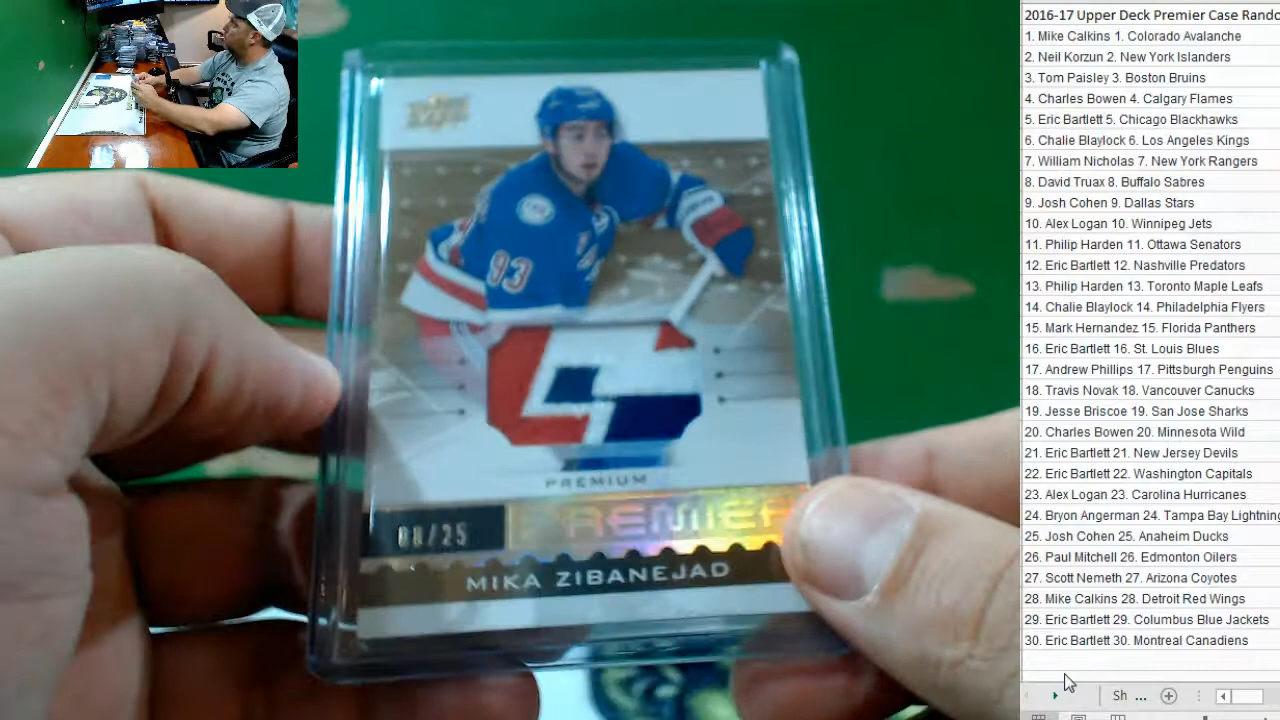 93
PREMIUM
PREMIER
08/25
MIKA ZIBANEJAD
2016-17 Upper Deck Premier Case Rando
1. Mike Calkins 1. Colorado Avalanche
2. Neil Korzun 2. New York Islanders
3. Tom Paisley 3. Boston Bruins
4. Charles Bowen 4. Calgary Flames
5. Eric Bartlett 5. Chicago Blackhawks
6. Chalie Blaylock 6. Los Angeles Kings
7. William Nicholas 7. New York Rangers
8. David Truax 8. Buffalo Sabres
9. Josh Cohen 9. Dallas Stars
10. Alex Logan 10. Winnipeg Jets
11. Philip Harden 11. Ottawa Senators
12. Eric Bartlett 12. Nashville Predators
13. Philip Harden 13. Toronto Maple Leafs
14. Chalie Blaylock 14. Philadelphia Flyers
15. Mark Hernandez 15. Florida Panthers
16. Eric Bartlett 16. St. Louis Blues
17. Andrew Phillips 17. Pittsburgh Penguins
18. Travis Novak 18. Vancouver Canucks
19. Jesse Briscoe 19. San Jose Sharks
20. Charles Bowen 20. Minnesota Wild
21. Eric Bartlett 21. New Jersey Devils
22. Eric Bartlett 22. Washington Capitals
23. Alex Logan 23. Carolina Hurricanes
24. Bryon Angerman 24. Tampa Bay Lightning
25. Josh Cohen 25. Anaheim Ducks
26. Paul Mitchell 26. Edmonton Oilers
27. Scott Nemeth 27. Arizona Coyotes
28. Mike Calkins 28. Detroit Red Wings
29. Eric Bartlett 29. Columbus Blue Jackets
30. Eric Bartlett 30. Montreal Canadiens
Sh ...